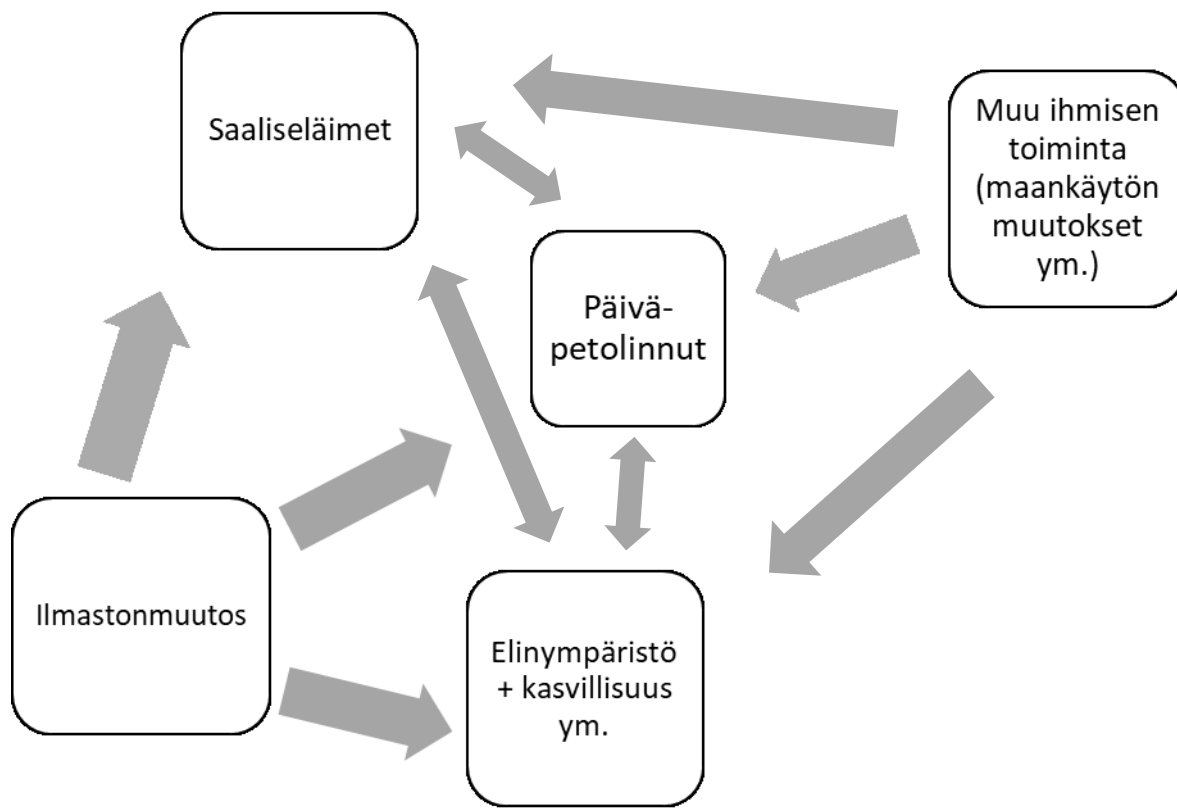 Saaliseläimet
Muu ihmisen
toiminta
(maankäytön
muutokset
ym.)
Päivä-
petolinnut
Ilmastonmuutos
Elinympäristö
+ kasvillisuus
ym.